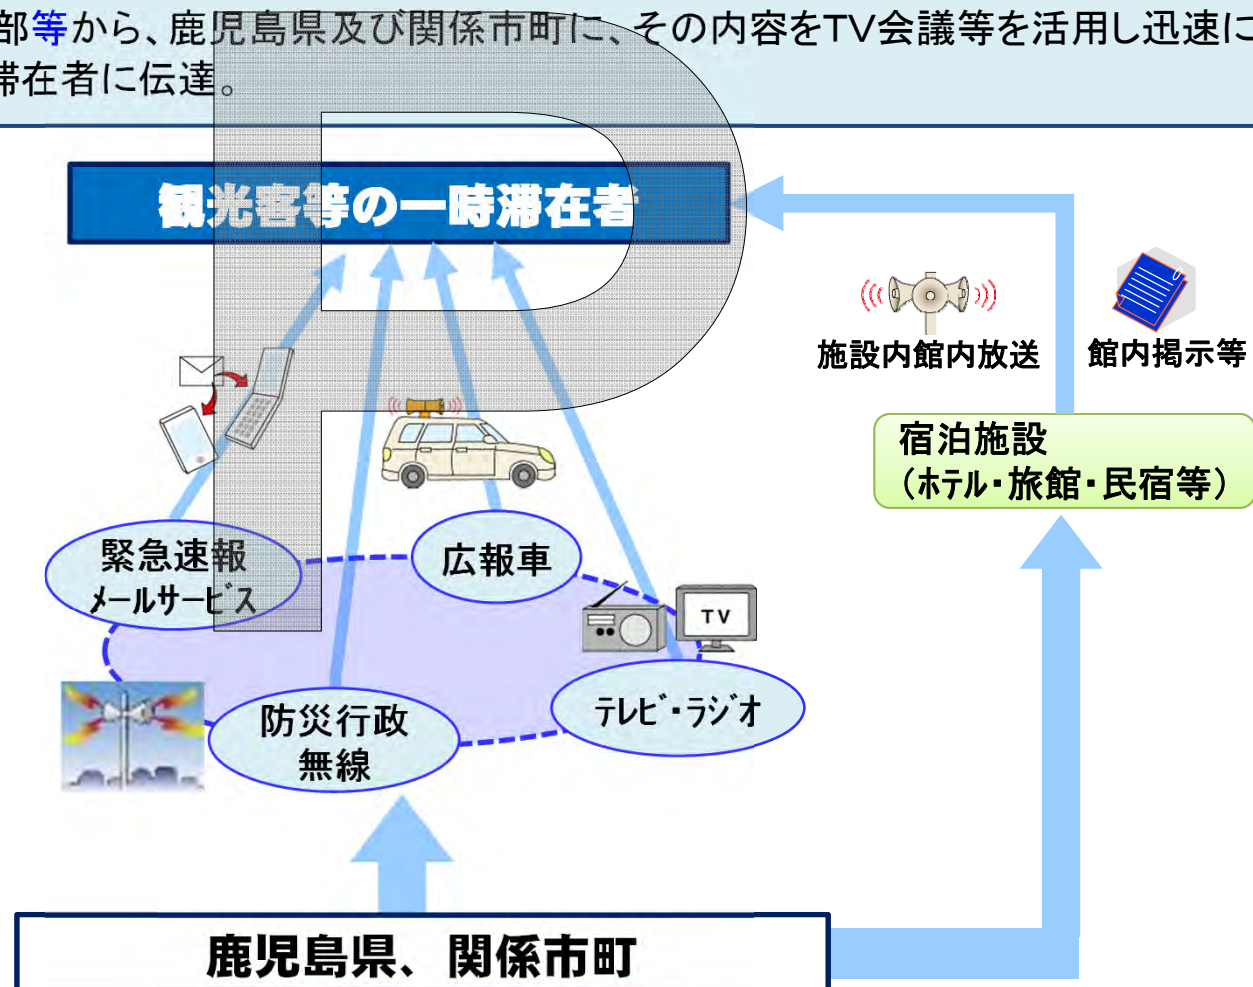 部等から、鹿児島県及び関係市町に、その内容をTV会議等を活用し迅速に
滞在者に伝達。
観光客等の一時滞在者
施設内館内放送
館内掲示等
宿泊施設
（ﾎﾃﾙ・旅館・民宿等）
緊急速報
ﾒｰﾙｻｰﾋﾞｽ
広報車
TV
防災行政
無線
ﾃﾚﾋﾞ・ﾗｼﾞｵ
鹿児島県、関係市町
P